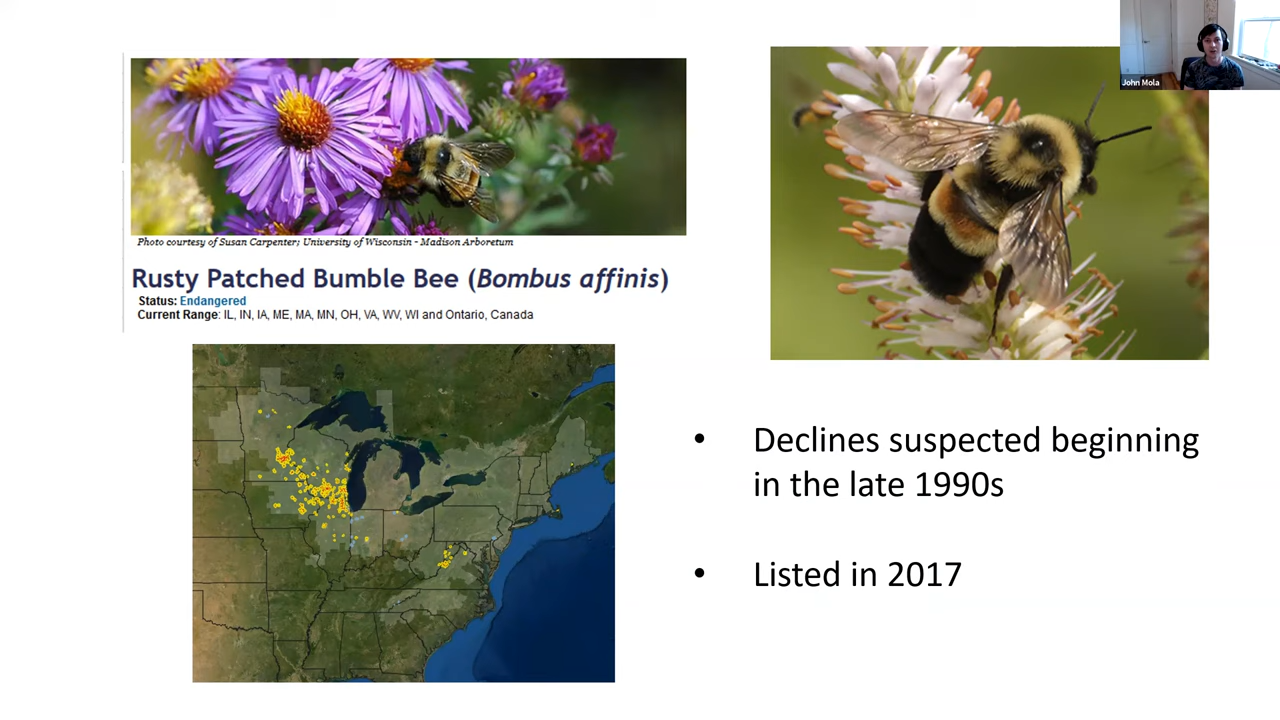 John Mola
Photo courtesy of Susan Carpenter; University of Wisconsin - Madison Arboretum
Rusty Patched Bumble Bee (Bombus affinis)
Status: Endangered
Current Range: IL, IN, IA, ME, MA, MN, OH, VA, WV, WI and Ontario, Canada
• Declines suspected beginning
in the late 1990s
• Listed in 2017